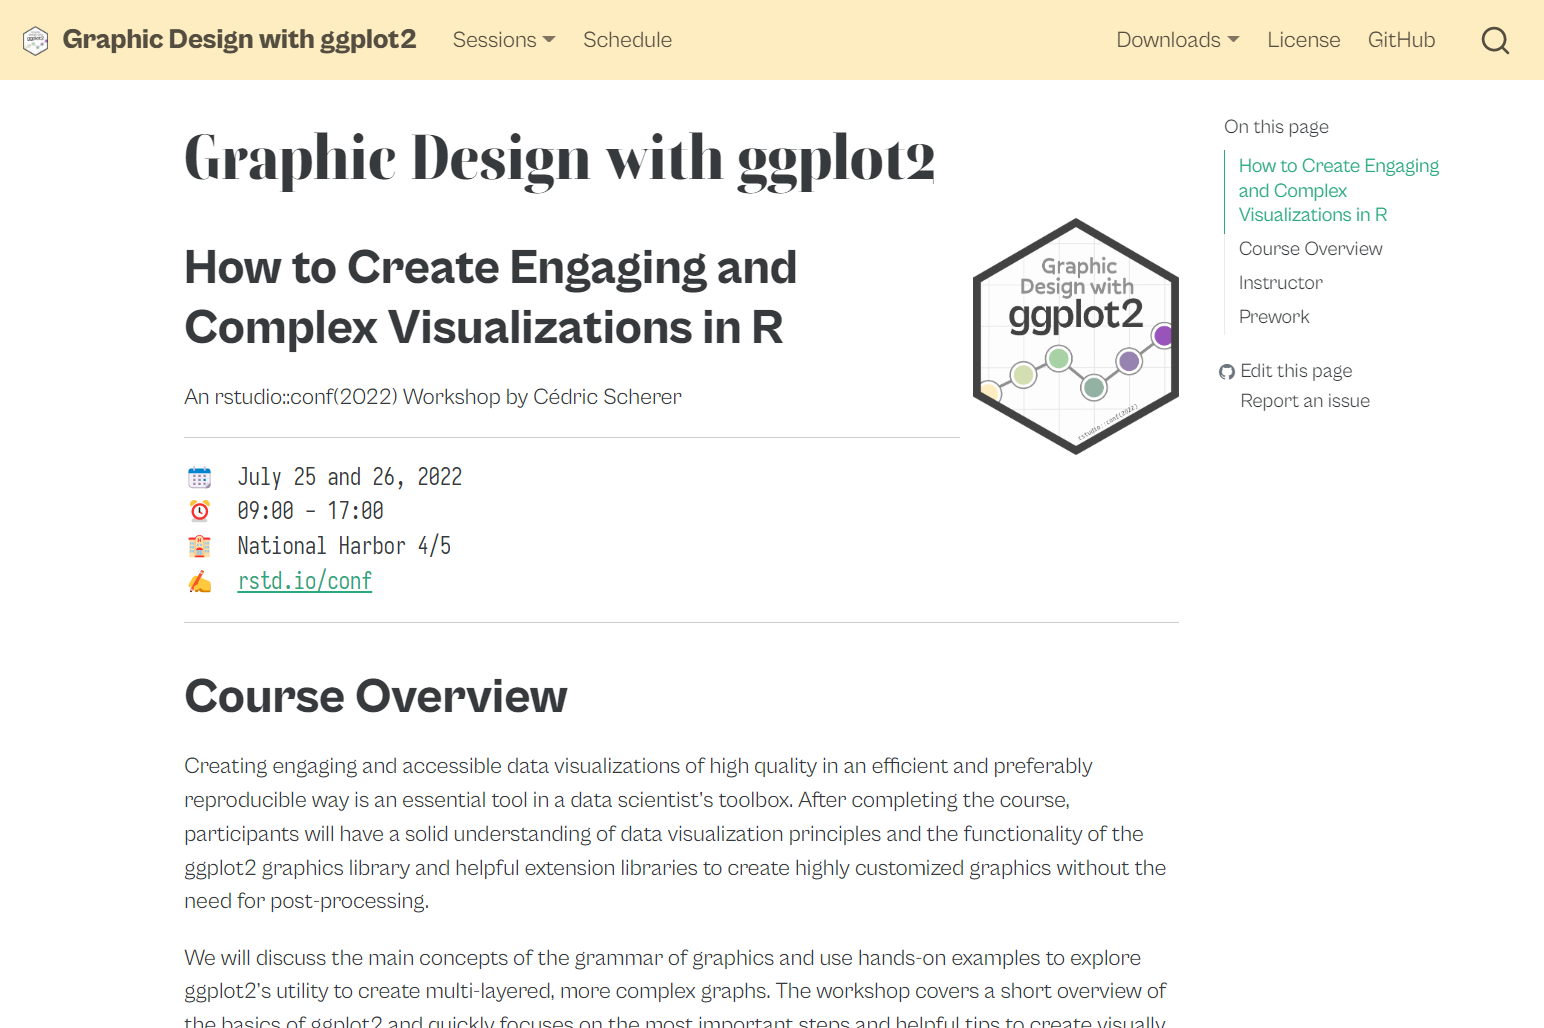 Graphic Design with ggplot2
Sessions
Schedule
Downloads
License
GitHub
Graphic Design with ggplot2
How to Create Engaging and
Complex Visualizations in R
An rstudio::conf(2022) Workshop by Cédric Scherer
Graphic
Design with
ggplot2
rstudio::conf(2022)
July 25 and 26, 2022
09:00 – 17:00
National Harbor 4/5
rstd.io/conf
Course Overview
Creating engaging and accessible data visualizations of high quality in an efficient and preferably
reproducible way is an essential tool in a data scientist’s toolbox. After completing the course,
participants will have a solid understanding of data visualization principles and the functionality of the
ggplot2 graphics library and helpful extension libraries to create highly customized graphics without the
need for post-processing.
We will discuss the main concepts of the grammar of graphics and use hands-on examples to explore
ggplot2’s utility to create multi-layered, more complex graphs. The workshop covers a short overview of
the basics of ggplot2 and quickly focuses on the most important steps and helpful tips to create visually
On this page
How to Create Engaging
and Complex
Visualizations in R
Course Overview
Instructor
Prework
Edit this page
Report an issue